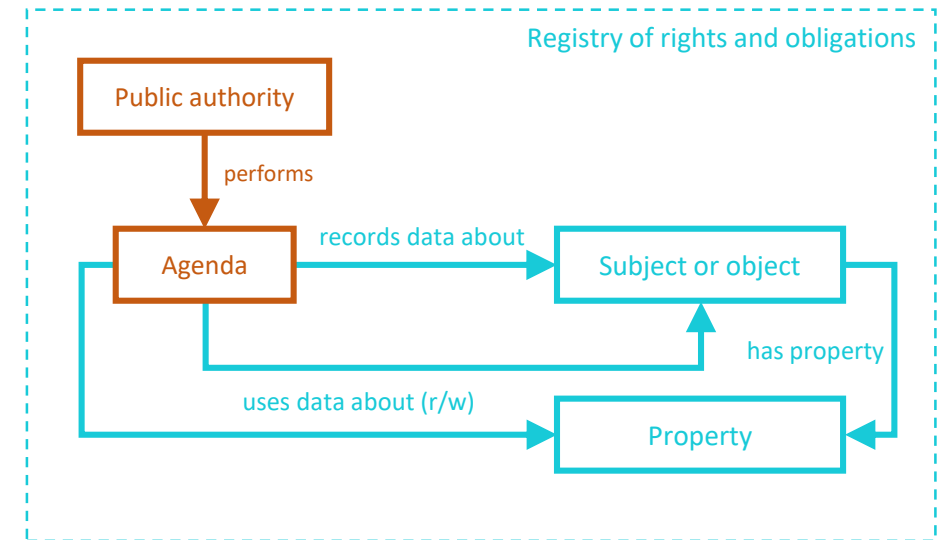 Registry of rights and obligations
Public authority
performs
records data about
Agenda
Subject or object
has property
uses data about (r/w)
Property